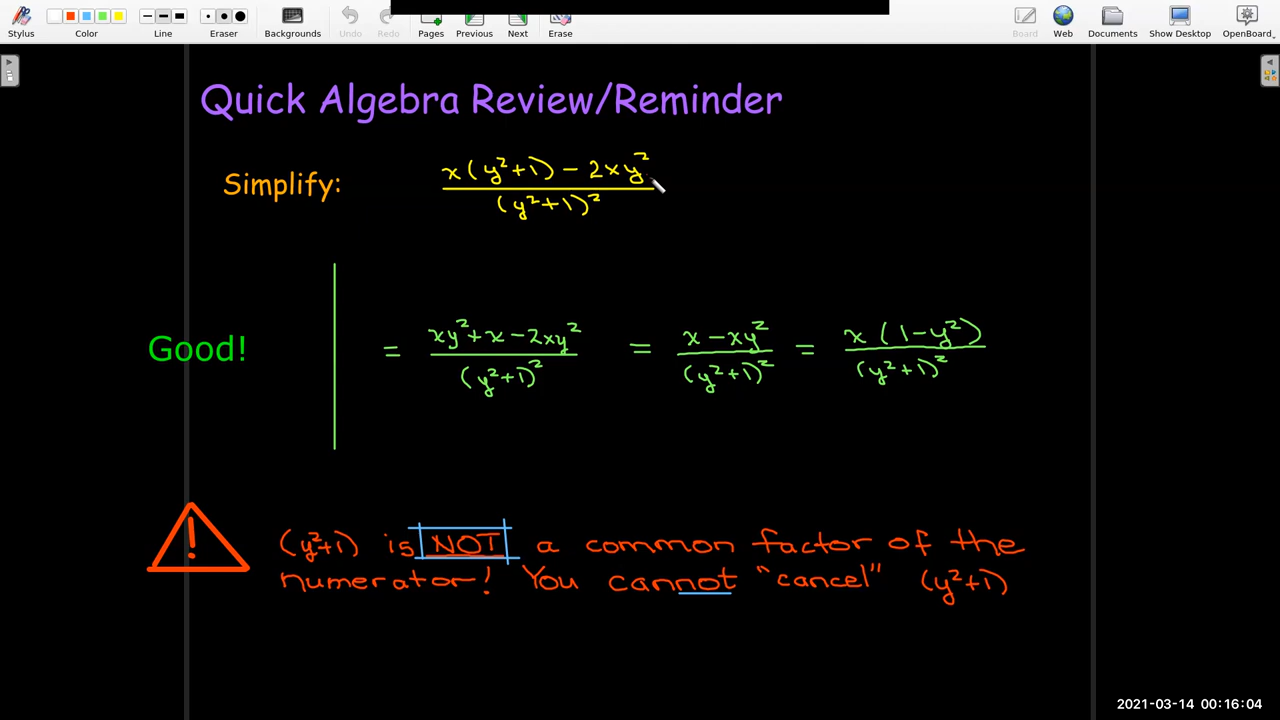 Stylus Color Line Eraser Backgrounds Undo Redo Pages Previous Next Erase Board Web Documents Show Desktop OpenBoard
Quick Algebra Review/Reminder
Simplify: x(y²+1) - 2xy² / (y²+1)²
Good! = xy²+x-2xy² / (y²+1)² = x-xy² / (y²+1)² = x(1-y²) / (y²+1)²
! (y²+1) is NOT a common factor of the
numerator! You cannot "cancel" (y²+1)
2021-03-14 00:16:04